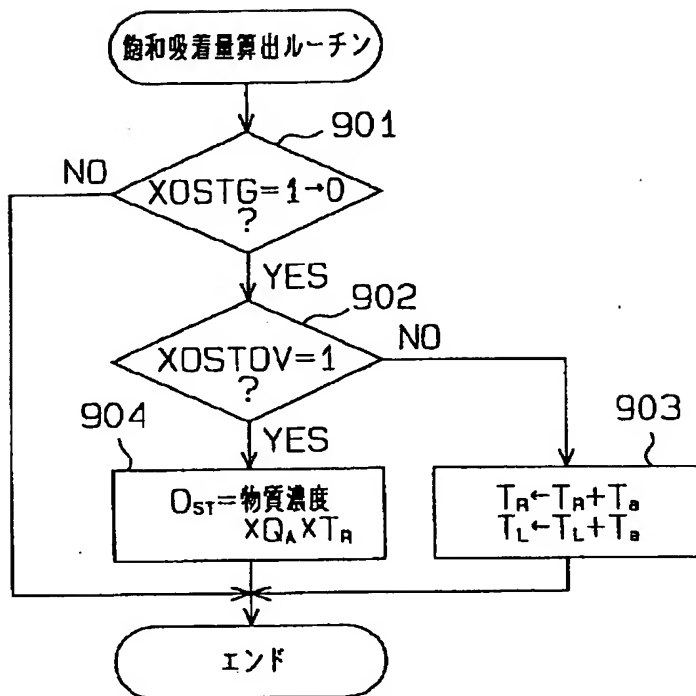 飽和吸着量算出ルーチン
901
NO
XOSTG=1→0
?
YES
902
NO
XOSTOV=1
?
904
YES
903
OST=物質濃度
×QA×TR
TR←TR+Ta
TL←TL+Ta
エンド